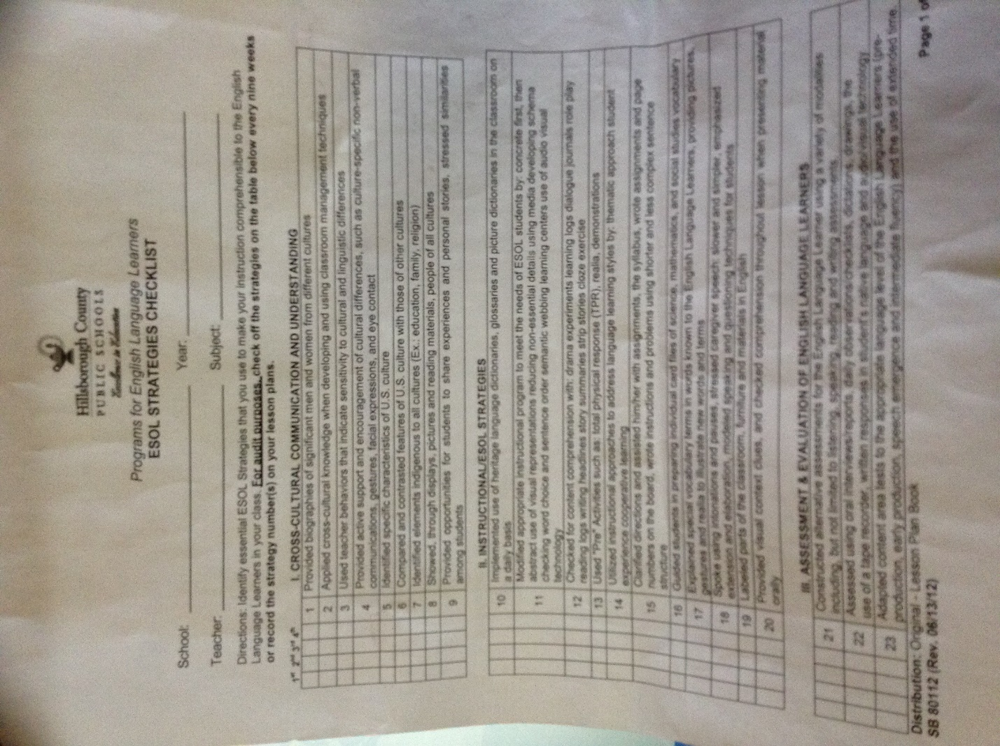 Hillsborough County
PUBLIC SCHOOLS
Excellence in Education
Programs for English Language Learners
ESOL STRATEGIES CHECKLIST
School: Year:
Teacher: Subject:
Directions: Identify essential ESOL Strategies that you use to make your instruction comprehensible to the English
Language Learners in your class. For audit purposes, check off the strategies on the table below every nine weeks
or record the strategy number(s) on your lesson plans.
1st 2nd 3rd 4th I. CROSS-CULTURAL COMMUNICATION AND UNDERSTANDING
1 Provided biographies of significant men and women from different cultures
2 Applied cross-cultural knowledge when developing and using classroom management techniques
3 Used teacher behaviors that indicate sensitivity to cultural and linguistic differences
4 Provided active support and encouragement of cultural differences, such as culture-specific non-verbal
communications, gestures, facial expressions, and eye contact
5 Identified specific characteristics of U.S. culture
6 Compared and contrasted features of U.S. culture with those of other cultures
7 Identified elements indigenous to all cultures (Ex.: education, family, religion)
8 Showed, through displays, pictures and reading materials, people of all cultures
9 Provided opportunities for students to share experiences and personal stories, stressed similarities
among students
II. INSTRUCTIONAL/ESOL STRATEGIES
10 Implemented use of heritage language dictionaries, glossaries and picture dictionaries in the classroom on
a daily basis
11 Modified appropriate instructional program to meet the needs of ESOL students by: concrete first, then
abstract use of visual representations reducing non-essential details using media developing schema
checking word choice and sentence order semantic webbing learning centers use of audio visual
technology
12 Checked for content comprehension with: drama experiments learning logs dialogue journals role play
reading logs writing headlines story summaries strip stories cloze exercise
13 Used "Pre" Activities such as: total physical response (TPR), realia, demonstrations
14 Utilized instructional approaches to address language learning styles by: thematic approach student
experience cooperative learning
15 Clarified directions and assisted him/her with assignments, the syllabus, wrote assignments and page
numbers on the board, wrote instructions and problems using shorter and less complex sentence
structure
16 Guided students in preparing individual card files of science, mathematics, and social studies vocabulary
17 Explained special vocabulary terms in words known to the English Language Learners, providing pictures,
gestures and realia to illustrate new words and terms
18 Spoke using intonations and pauses, stressed caregiver speech: slower and simpler, emphasized
extension and elaboration, modeled speaking and questioning techniques for students
19 Labeled parts of the classroom, furniture and materials in English
20 Provided visual context clues, and checked comprehension throughout lesson when presenting material
orally
III. ASSESSMENT & EVALUATION OF ENGLISH LANGUAGE LEARNERS
21 Constructed alternative assessments for the English Language Learner using a variety of modalities
including, but not limited to listening, speaking, reading and writing assessments
22 Assessed using oral interviews/reports, daily observations/checklists, dictations, drawings, the
use of a tape recorder, written responses in student's native language and audio/visual technology
23 Adapted content area tests to the appropriate language level of the English Language Learners (pre-
production, early production, speech emergence and intermediate fluency) and the use of extended time.
Distribution: Original - Lesson Plan Book
SB 80112 (Rev. 06/13/12) Page 1 of